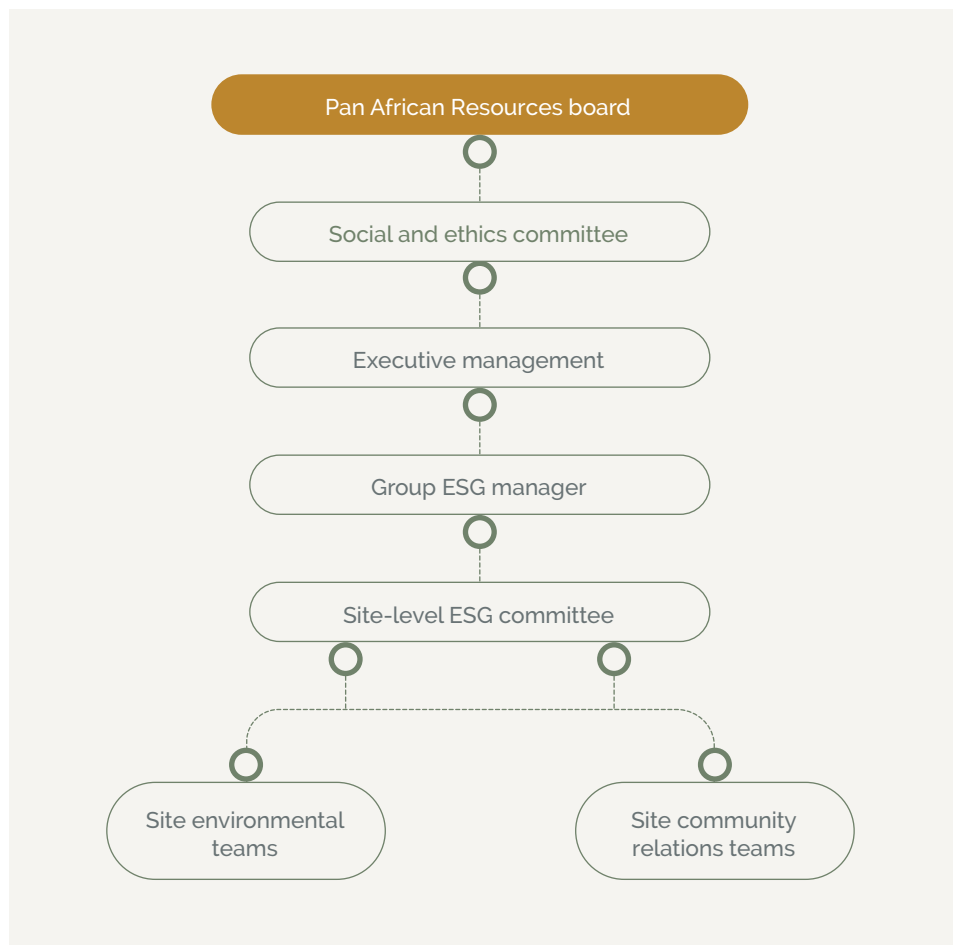 Pan African Resources board
Social and ethics committee
Executive management
Group ESG manager
Site-level ESG committee
Site environmental
teams
Site community
relations teams